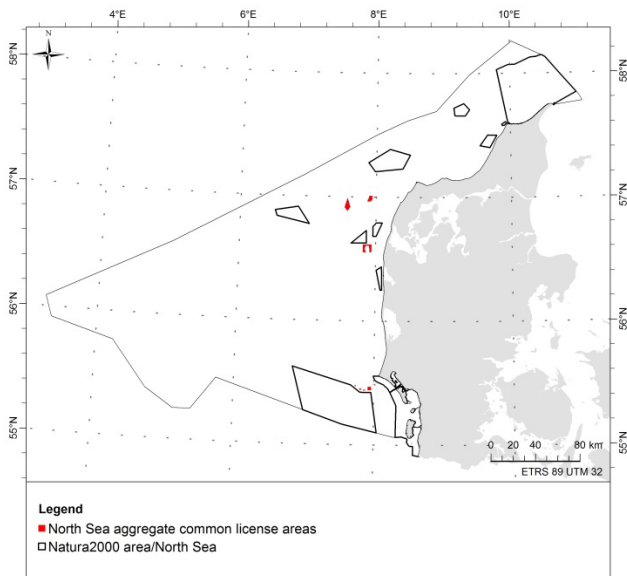 4°E 6°E 8°E 10°E
N
58°N 58°N
57°N 57°N
56°N 56°N
55°N 55°N
0 20 40 60 80 km
ETRS 89 UTM 32
Legend
North Sea aggregate common license areas
Natura2000 area/North Sea